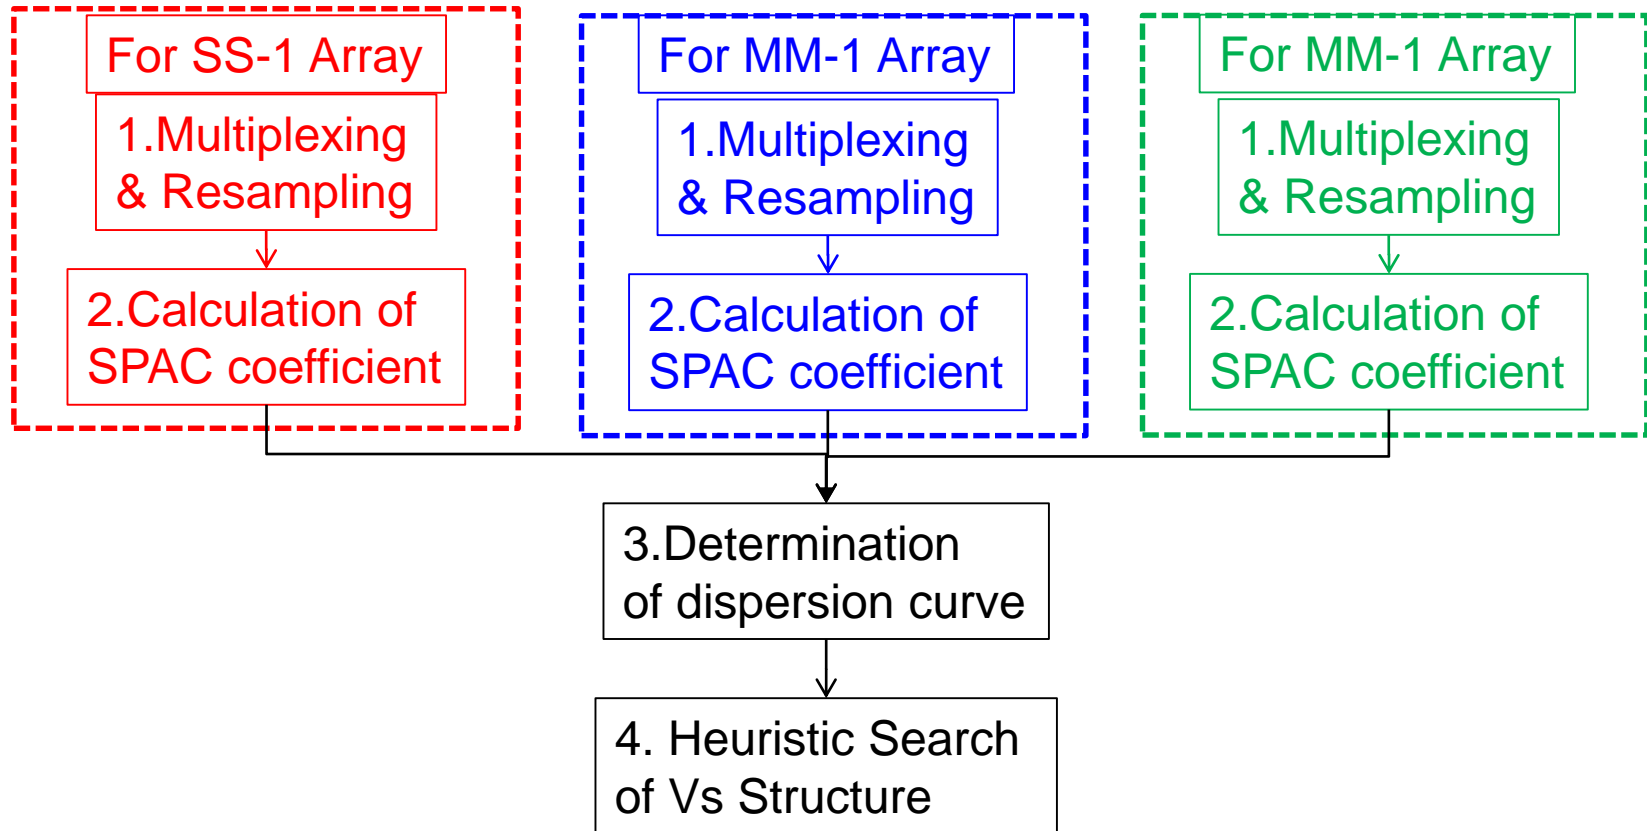 For SS-1 Array
1.Multiplexing
& Resampling
2.Calculation of
SPAC coefficient
For MM-1 Array
1.Multiplexing
& Resampling
2.Calculation of
SPAC coefficient
For MM-1 Array
1.Multiplexing
& Resampling
2.Calculation of
SPAC coefficient
3.Determination
of dispersion curve
4. Heuristic Search
of Vs Structure